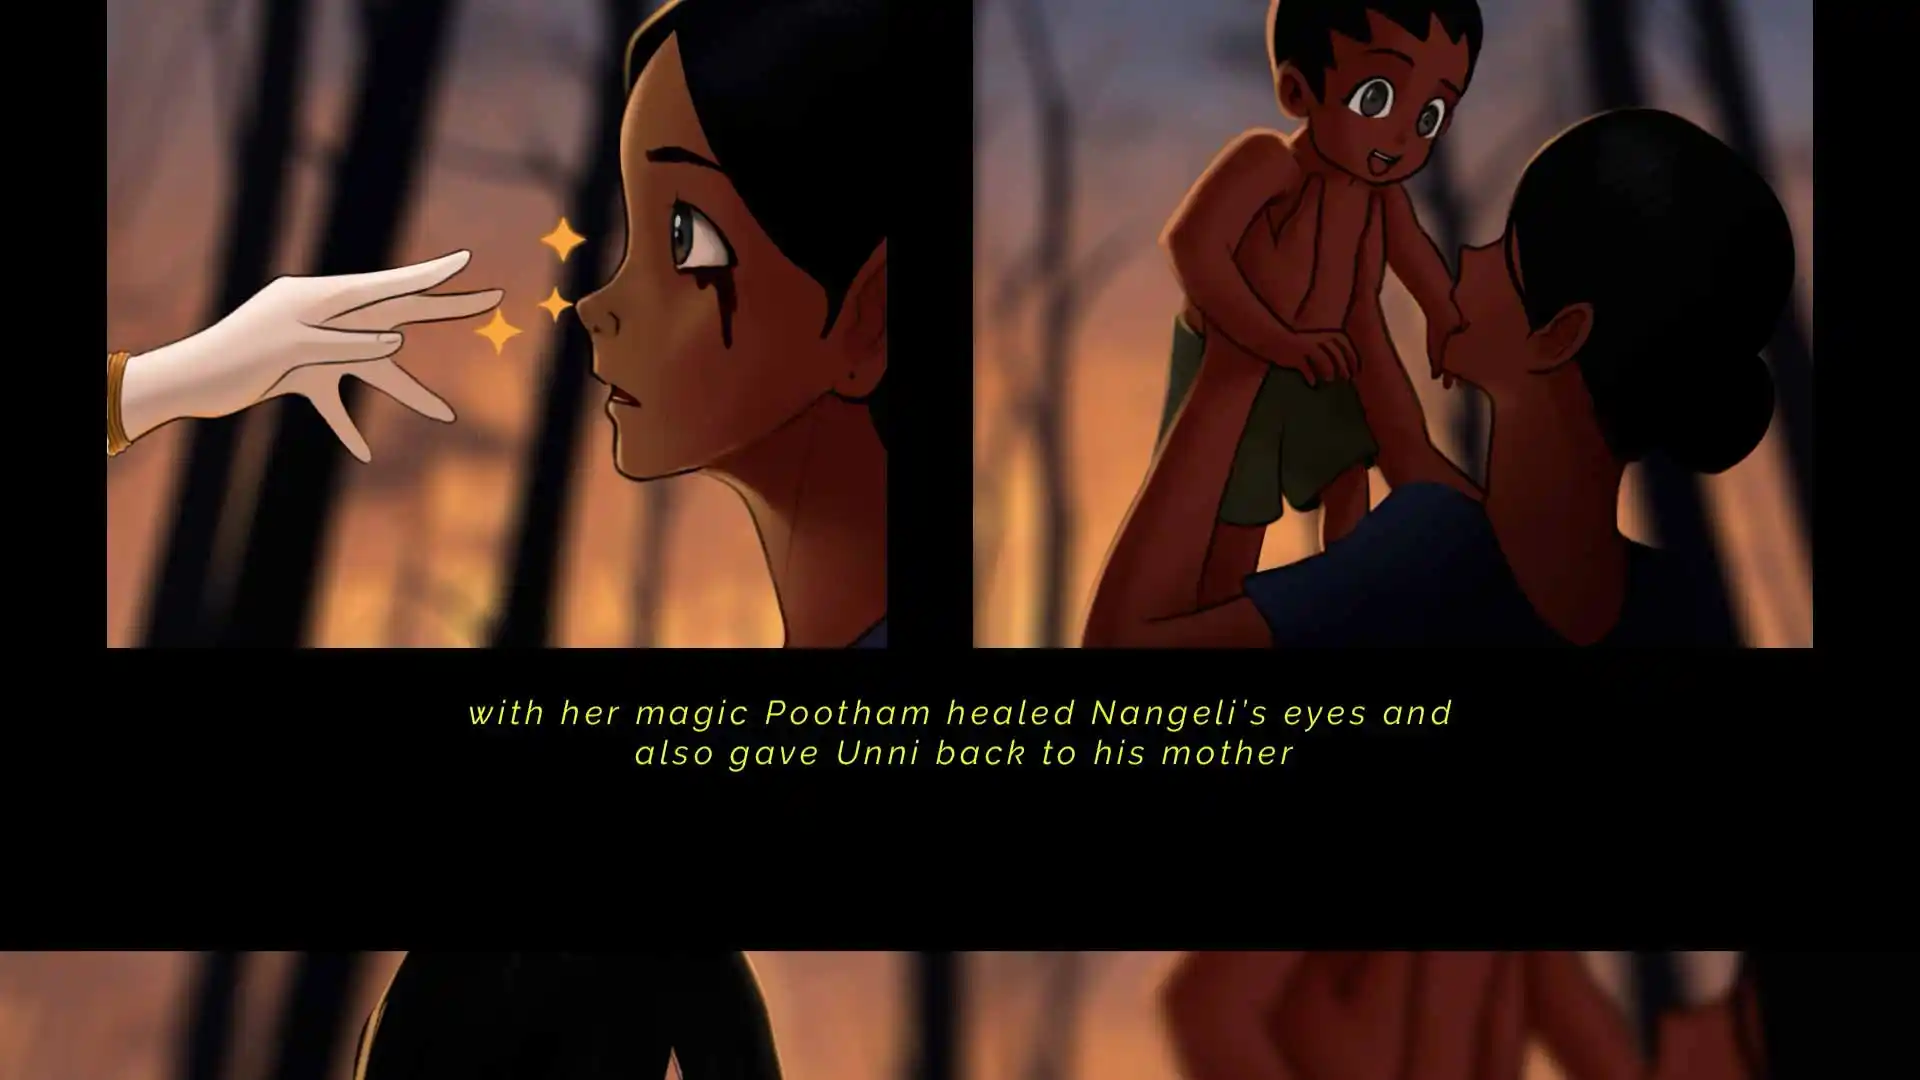 with her magic Pootham healed Nangeli's eyes and
also gave Unni back to his mother